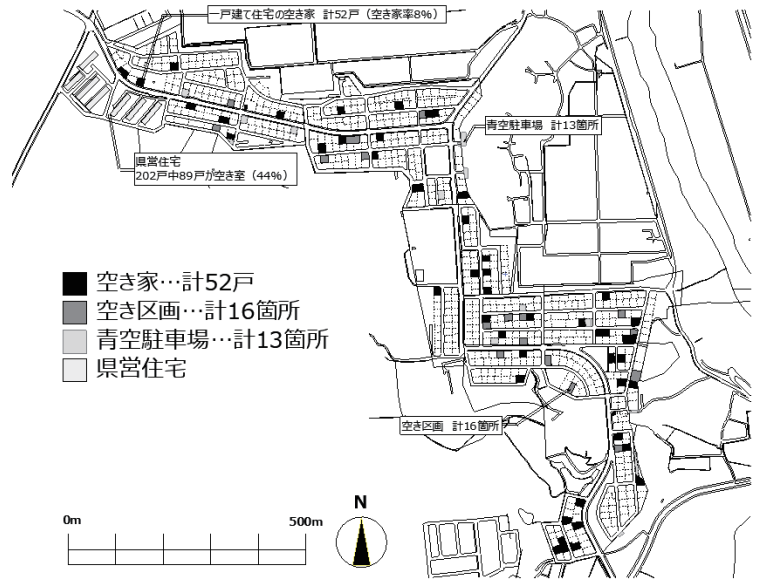 一戸建て住宅の空き家 計52戸（空き家率8%）
青空駐車場 計13箇所
県営住宅
202戸中89戸が空き室（44%）
空き家…計52戸
空き区画…計16箇所
青空駐車場…計13箇所
県営住宅
空き区画 計16箇所
N
0m 500m